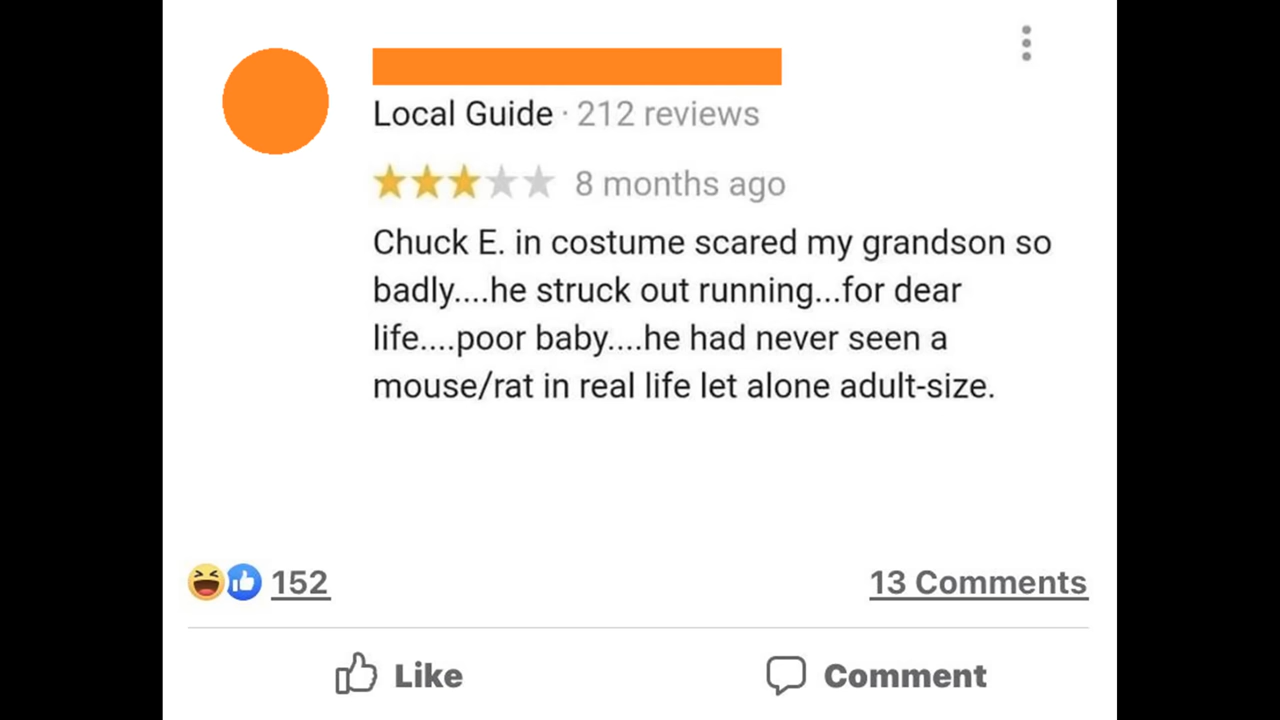 Local Guide · 212 reviews
8 months ago
Chuck E. in costume scared my grandson so
badly....he struck out running...for dear
life....poor baby....he had never seen a
mouse/rat in real life let alone adult-size.
152
13 Comments
Like
Comment